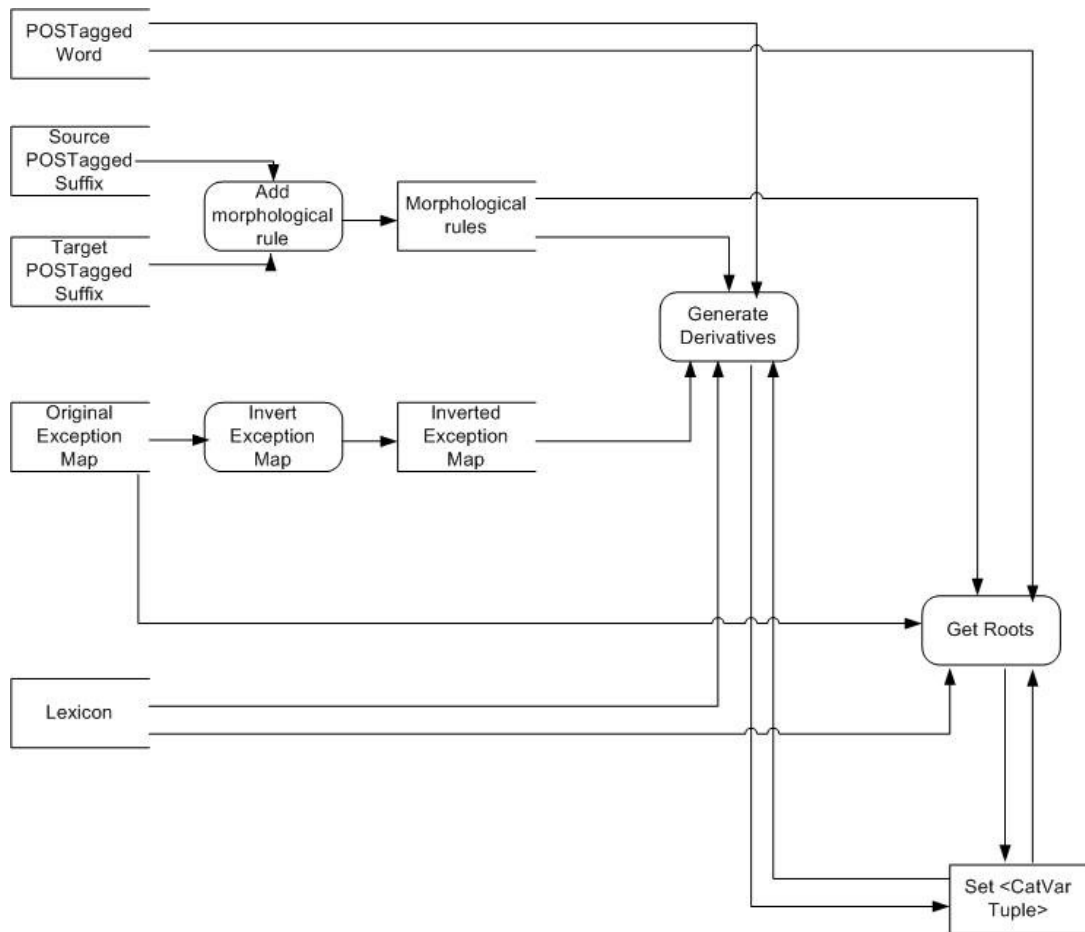 POSTagged
Word
Source
POSTagged
Suffix
Add
morphological
rule
Morphological
rules
Target
POSTagged
Suffix
Generate
Derivatives
Original
Exception
Map
Invert
Exception
Map
Inverted
Exception
Map
Get Roots
Lexicon
Set <CatVar
Tuple>